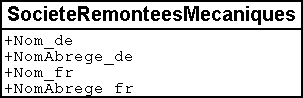 SocieteRemonteesMecaniques
+Nom_de
+NomAbrege_de
+Nom_fr
+NomAbrege_fr